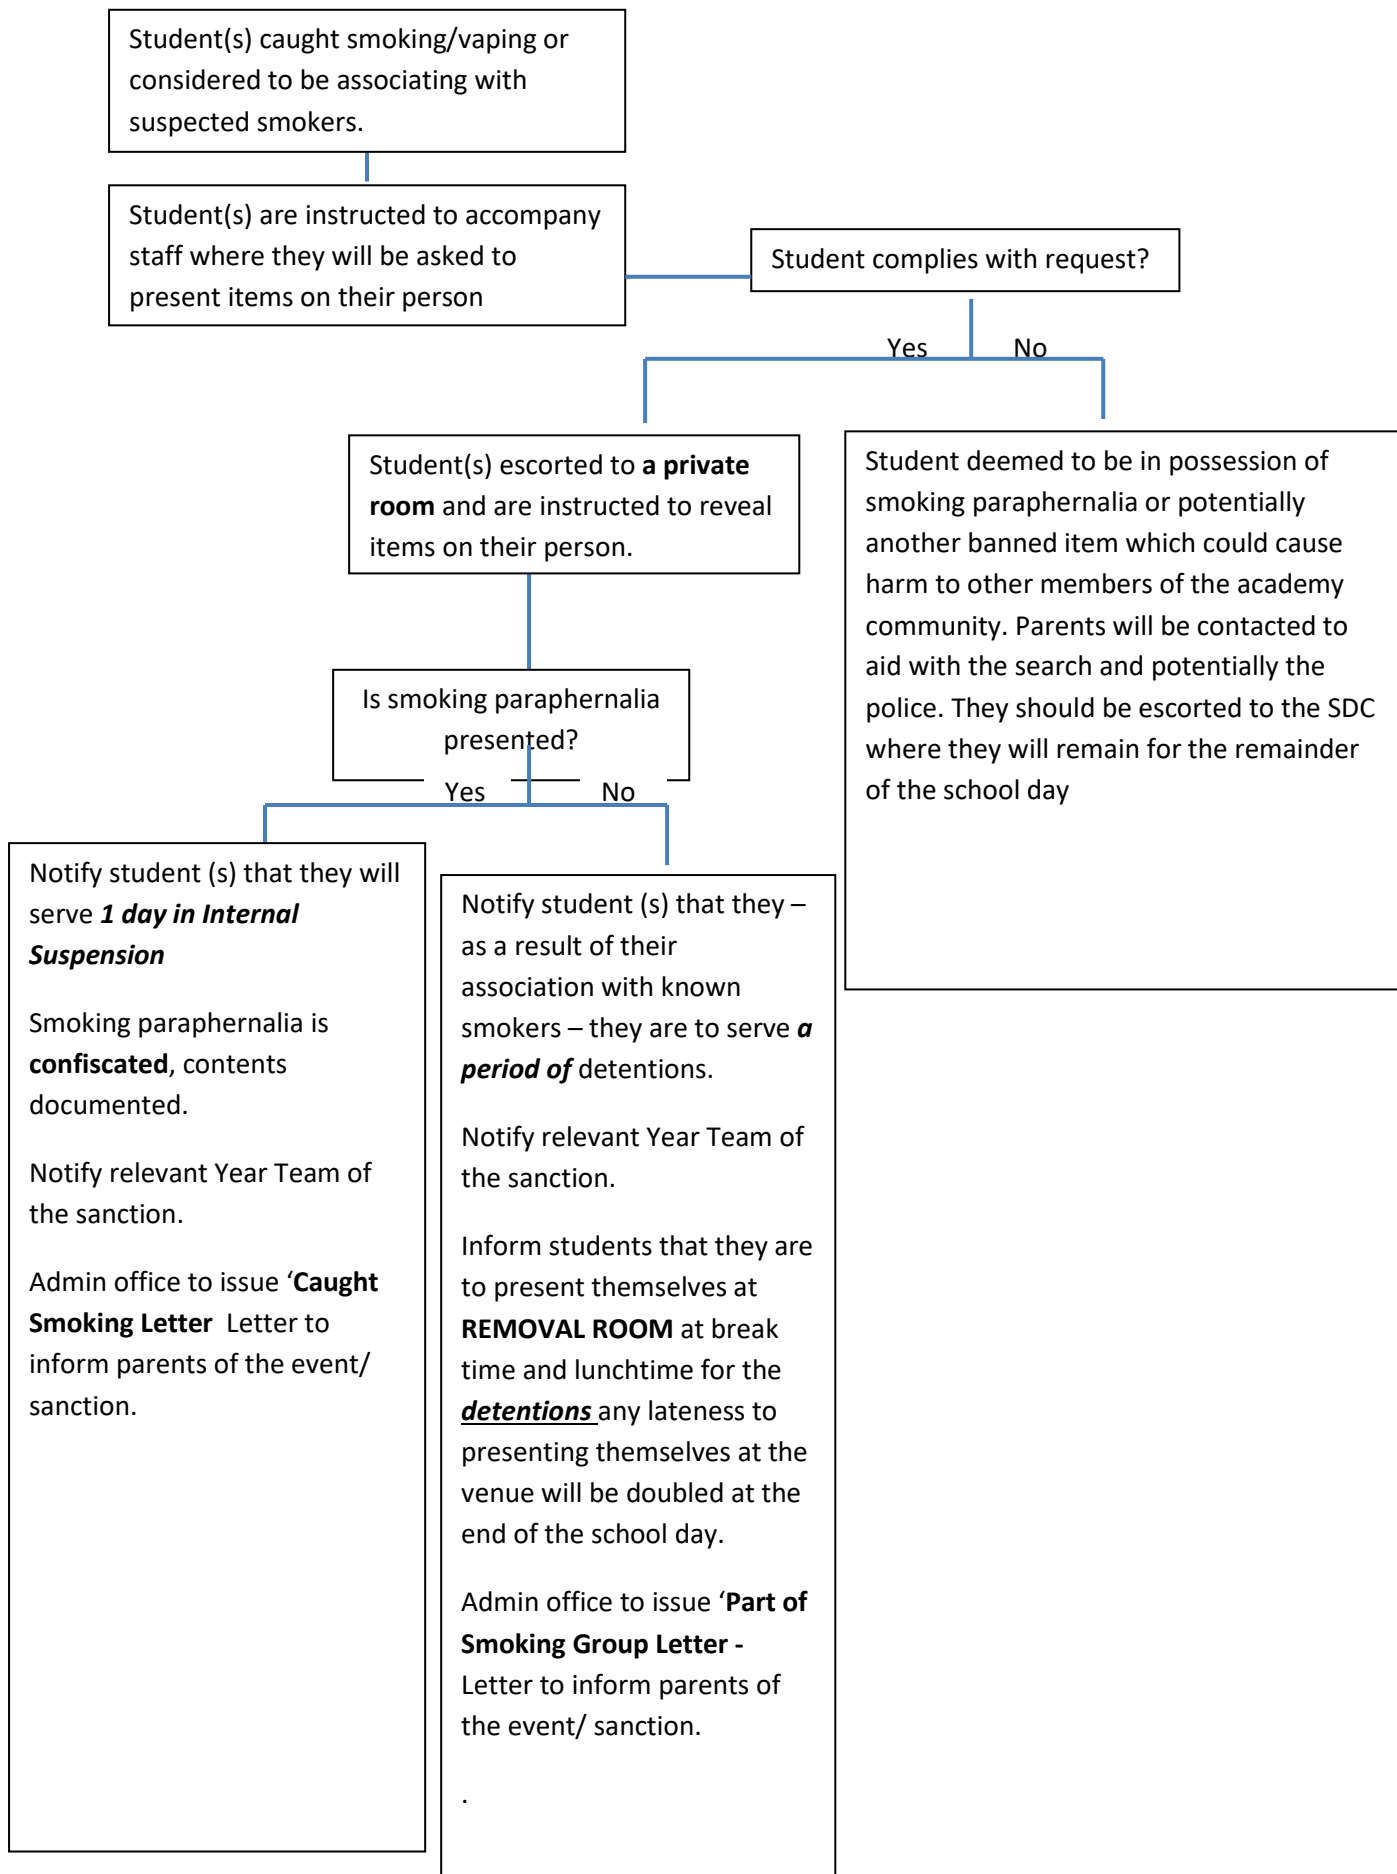 Student(s) caught smoking/vaping or
considered to be associating with
suspected smokers.
Student(s) are instructed to accompany
staff where they will be asked to
present items on their person
Student complies with request?
Yes
No
Student(s) escorted to a private
room and are instructed to reveal
items on their person.
Student deemed to be in possession of
smoking paraphernalia or potentially
another banned item which could cause
harm to other members of the academy
community. Parents will be contacted to
aid with the search and potentially the
police. They should be escorted to the SDC
where they will remain for the remainder
of the school day
Is smoking paraphernalia
presented?
Yes
No
Notify student (s) that they will
serve 1 day in Internal
Suspension
Smoking paraphernalia is
confiscated, contents
documented.
Notify relevant Year Team of
the sanction.
Admin office to issue ‘Caught
Smoking Letter  Letter to
inform parents of the event/
sanction.
Notify student (s) that they –
as a result of their
association with known
smokers – they are to serve a
period of detentions.
Notify relevant Year Team of
the sanction.
Inform students that they are
to present themselves at
REMOVAL ROOM at break
time and lunchtime for the
detentions any lateness to
presenting themselves at the
venue will be doubled at the
end of the school day.
Admin office to issue ‘Part of
Smoking Group Letter -
Letter to inform parents of
the event/ sanction.
.